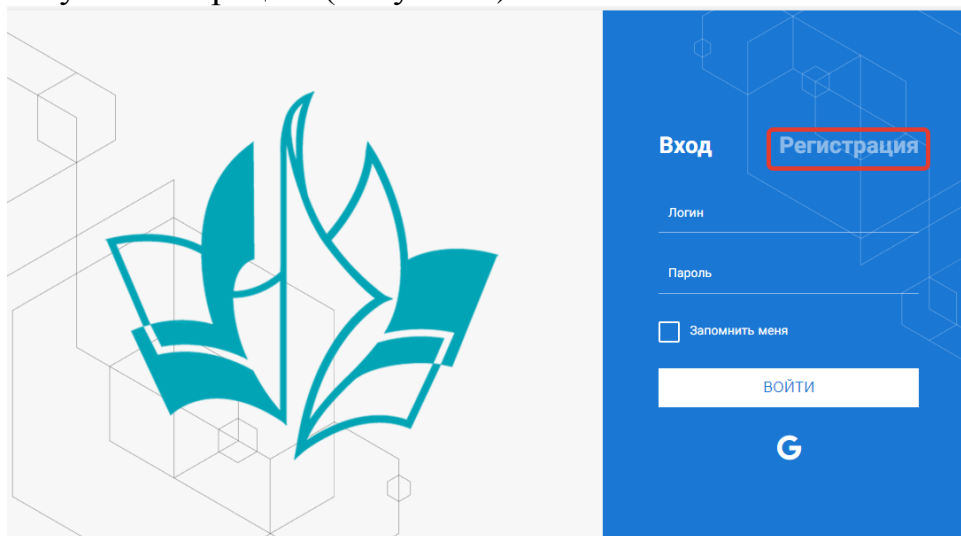 Вход
Регистрация
Логин
Пароль
Запомнить меня
ВОЙТИ
G